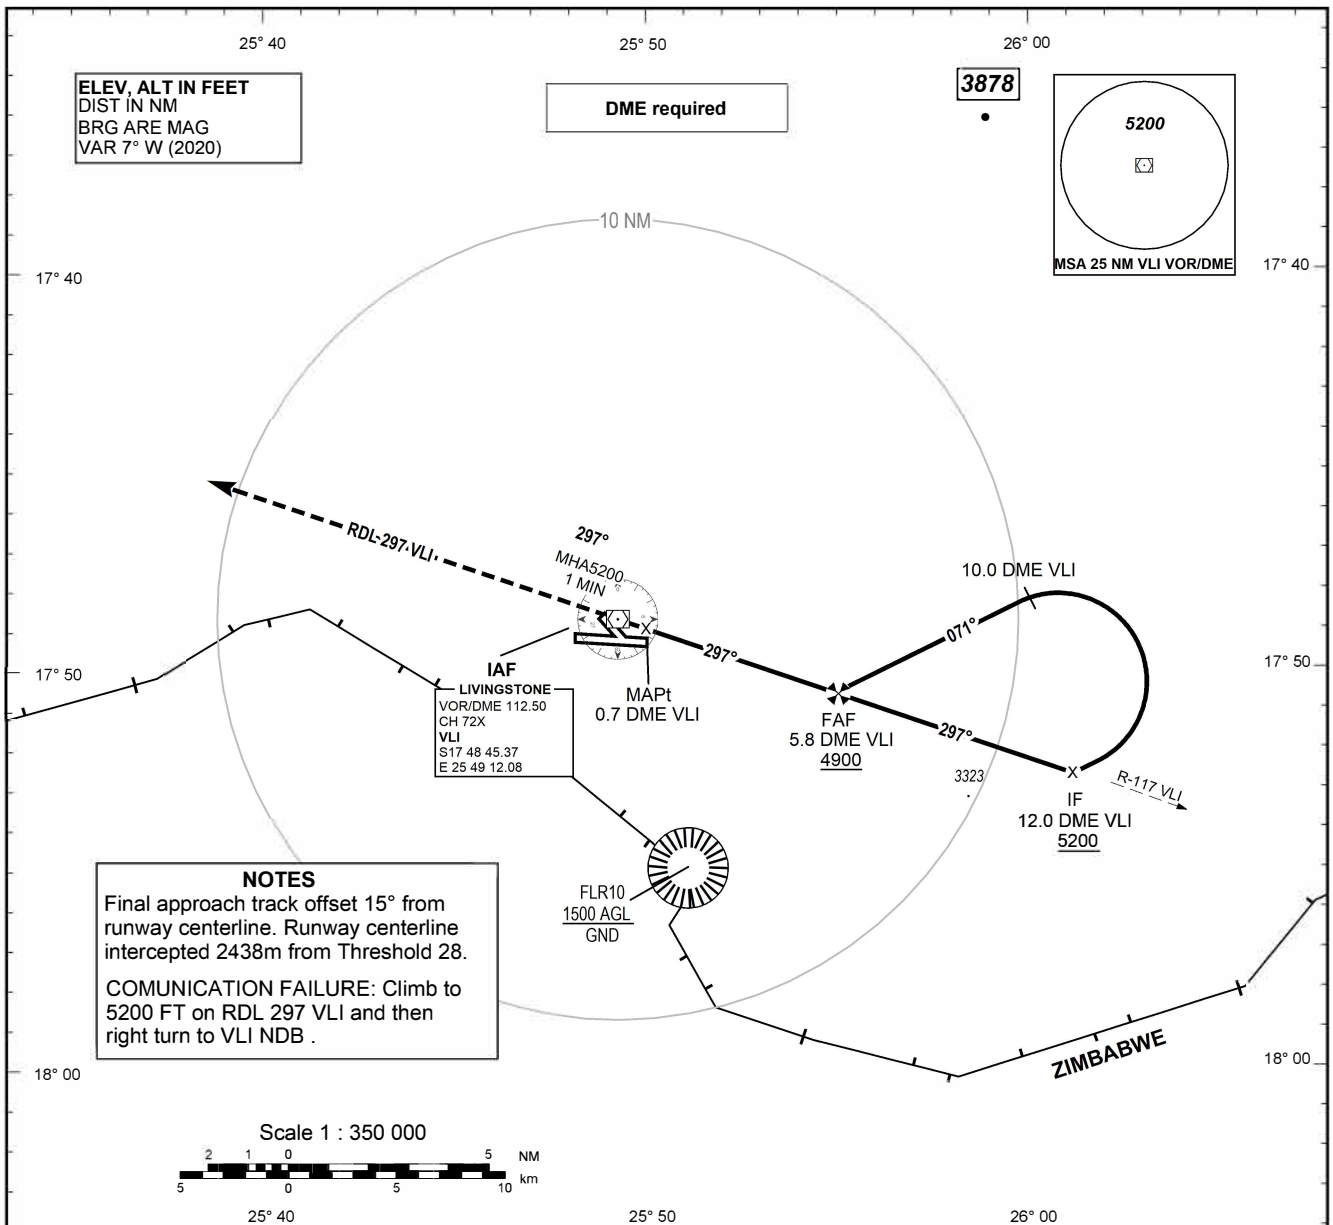 25° 40
25° 50
26° 00
ELEV, ALT IN FEET
DIST IN NM
BRG ARE MAG
VAR 7° W (2020)
DME required
3878
5200
MSA 25 NM VLI VOR/DME
10 NM
17° 40
17° 40
RDL 297 VLI
297°
MHA5200
1 MIN
10.0 DME VLI
071°
297°
297°
17° 50
17° 50
IAF
LIVINGSTONE
VOR/DME 112.50
CH 72X
VLI
S17 48 45.37
E 25 49 12.08
MAPt
0.7 DME VLI
FAF
5.8 DME VLI
4900
3323
R-117 VLI
IF
12.0 DME VLI
5200
FLR10
1500 AGL
GND
NOTES
Final approach track offset 15° from
runway centerline. Runway centerline
intercepted 2438m from Threshold 28.
COMUNICATION FAILURE: Climb to
5200 FT on RDL 297 VLI and then
right turn to VLI NDB .
ZIMBABWE
18° 00
18° 00
Scale 1 : 350 000
2 1 0 5 NM
5 0 5 10 km
25° 40
25° 50
26° 00